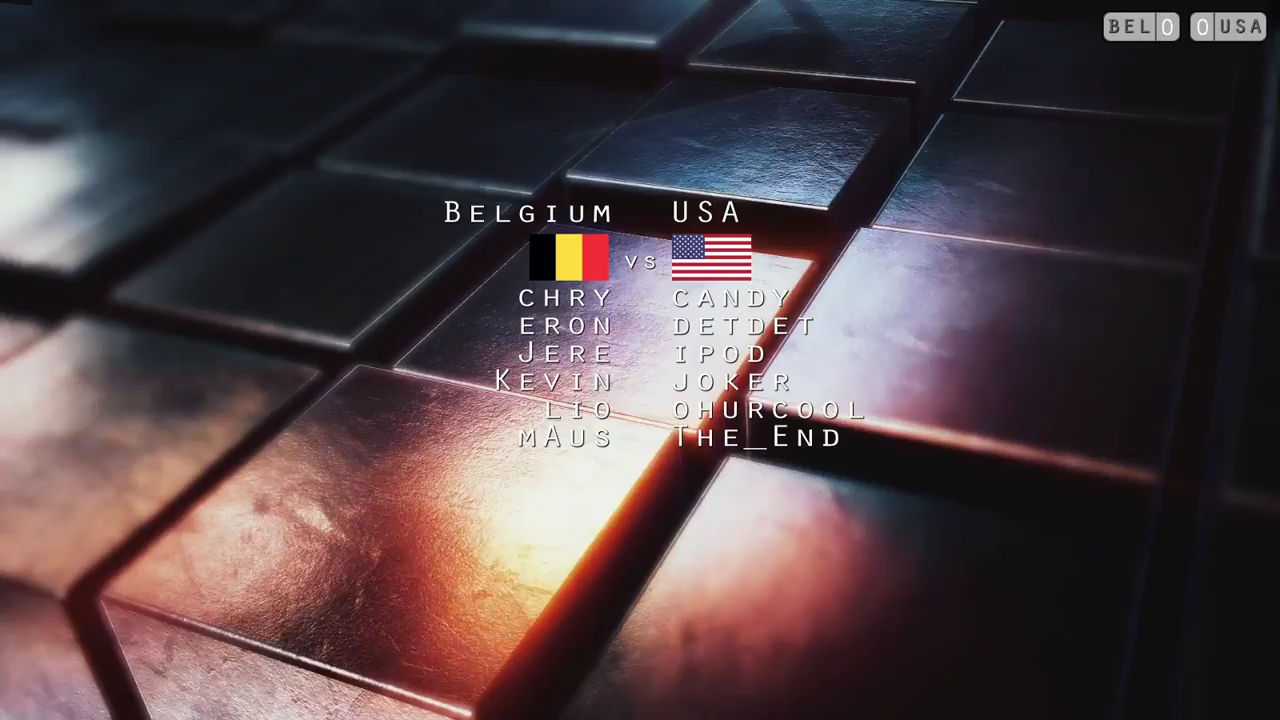 BEL 0 0 USA
Belgium USA
vs
CHRY CANDY
ERON DETDET
Jere IPOD
Kevin JOKER
LIO OHURCOOL
mAus The_End